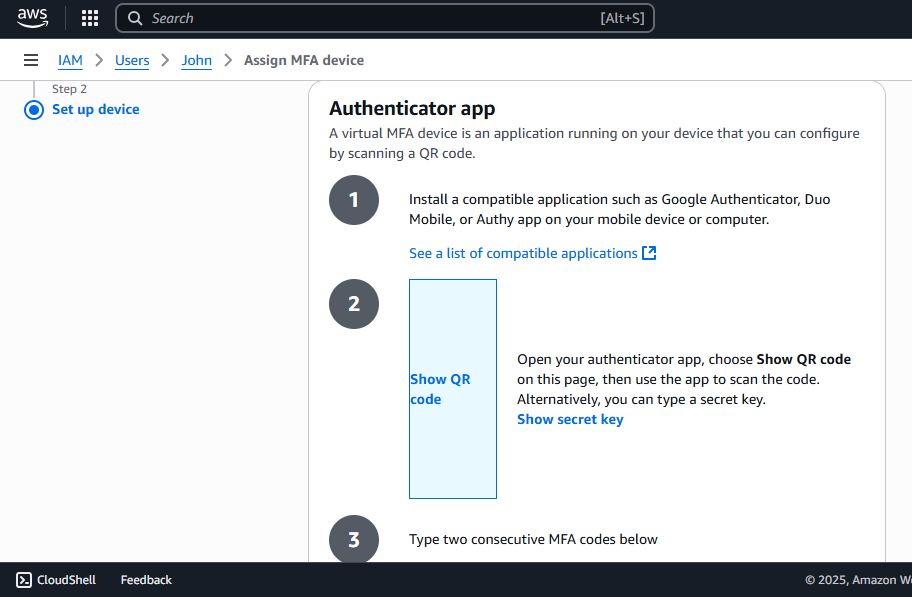 aws
Search [Alt+S]
IAM > Users > John > Assign MFA device
Step 2
Set up device
Authenticator app
A virtual MFA device is an application running on your device that you can configure
by scanning a QR code.
1
Install a compatible application such as Google Authenticator, Duo
Mobile, or Authy app on your mobile device or computer.
See a list of compatible applications
2
Show QR
code
Open your authenticator app, choose Show QR code
on this page, then use the app to scan the code.
Alternatively, you can type a secret key.
Show secret key
3
Type two consecutive MFA codes below
CloudShell Feedback © 2025, Amazon